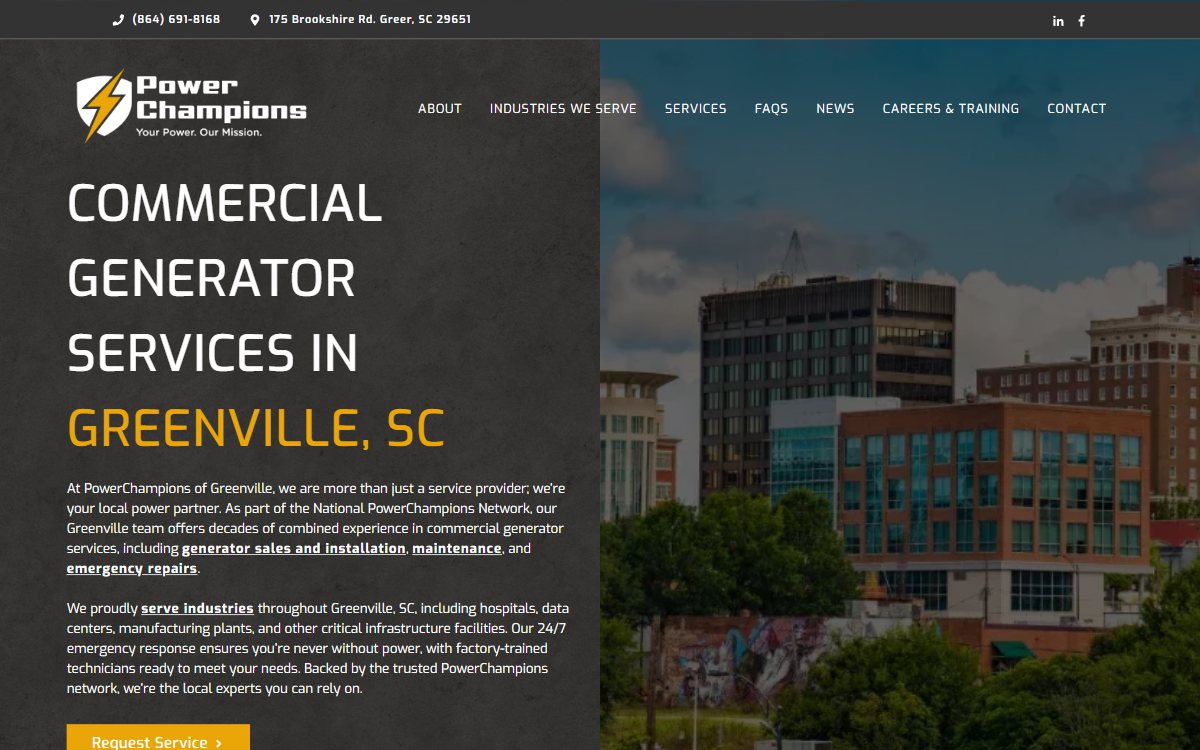 (864) 691-8168
175 Brookshire Rd. Greer, SC 29651
Power
Champions
Your Power. Our Mission.
ABOUT
INDUSTRIES WE SERVE
SERVICES
FAQS
NEWS
CAREERS & TRAINING
CONTACT
COMMERCIAL
GENERATOR
SERVICES IN
GREENVILLE, SC
At PowerChampions of Greenville, we are more than just a service provider; we're
your local power partner. As part of the National PowerChampions Network, our
Greenville team offers decades of combined experience in commercial generator
services, including generator sales and installation, maintenance, and
emergency repairs.
We proudly serve industries throughout Greenville, SC, including hospitals, data
centers, manufacturing plants, and other critical infrastructure facilities. Our 24/7
emergency response ensures you're never without power, with factory-trained
technicians ready to meet your needs. Backed by the trusted PowerChampions
network, we're the local experts you can rely on.
Request Service